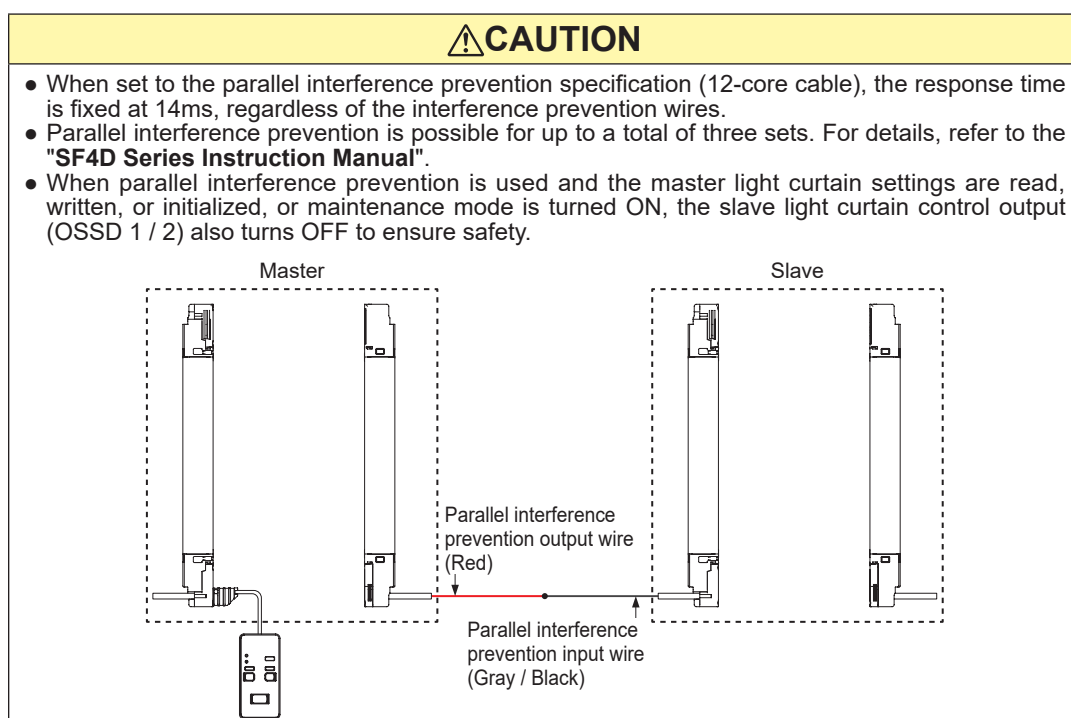 ⚠CAUTION
● When set to the parallel interference prevention specification (12-core cable), the response time
is fixed at 14ms, regardless of the interference prevention wires.
● Parallel interference prevention is possible for up to a total of three sets. For details, refer to the
"SF4D Series Instruction Manual".
● When parallel interference prevention is used and the master light curtain settings are read,
written, or initialized, or maintenance mode is turned ON, the slave light curtain control output
(OSSD 1 / 2) also turns OFF to ensure safety.
Master
Slave
Parallel interference
prevention output wire
(Red)
Parallel interference
prevention input wire
(Gray / Black)